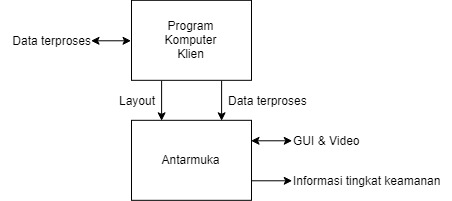 Program
Komputer
Klien
Data terproses
Layout
Data terproses
Antarmuka
GUI & Video
Informasi tingkat keamanan